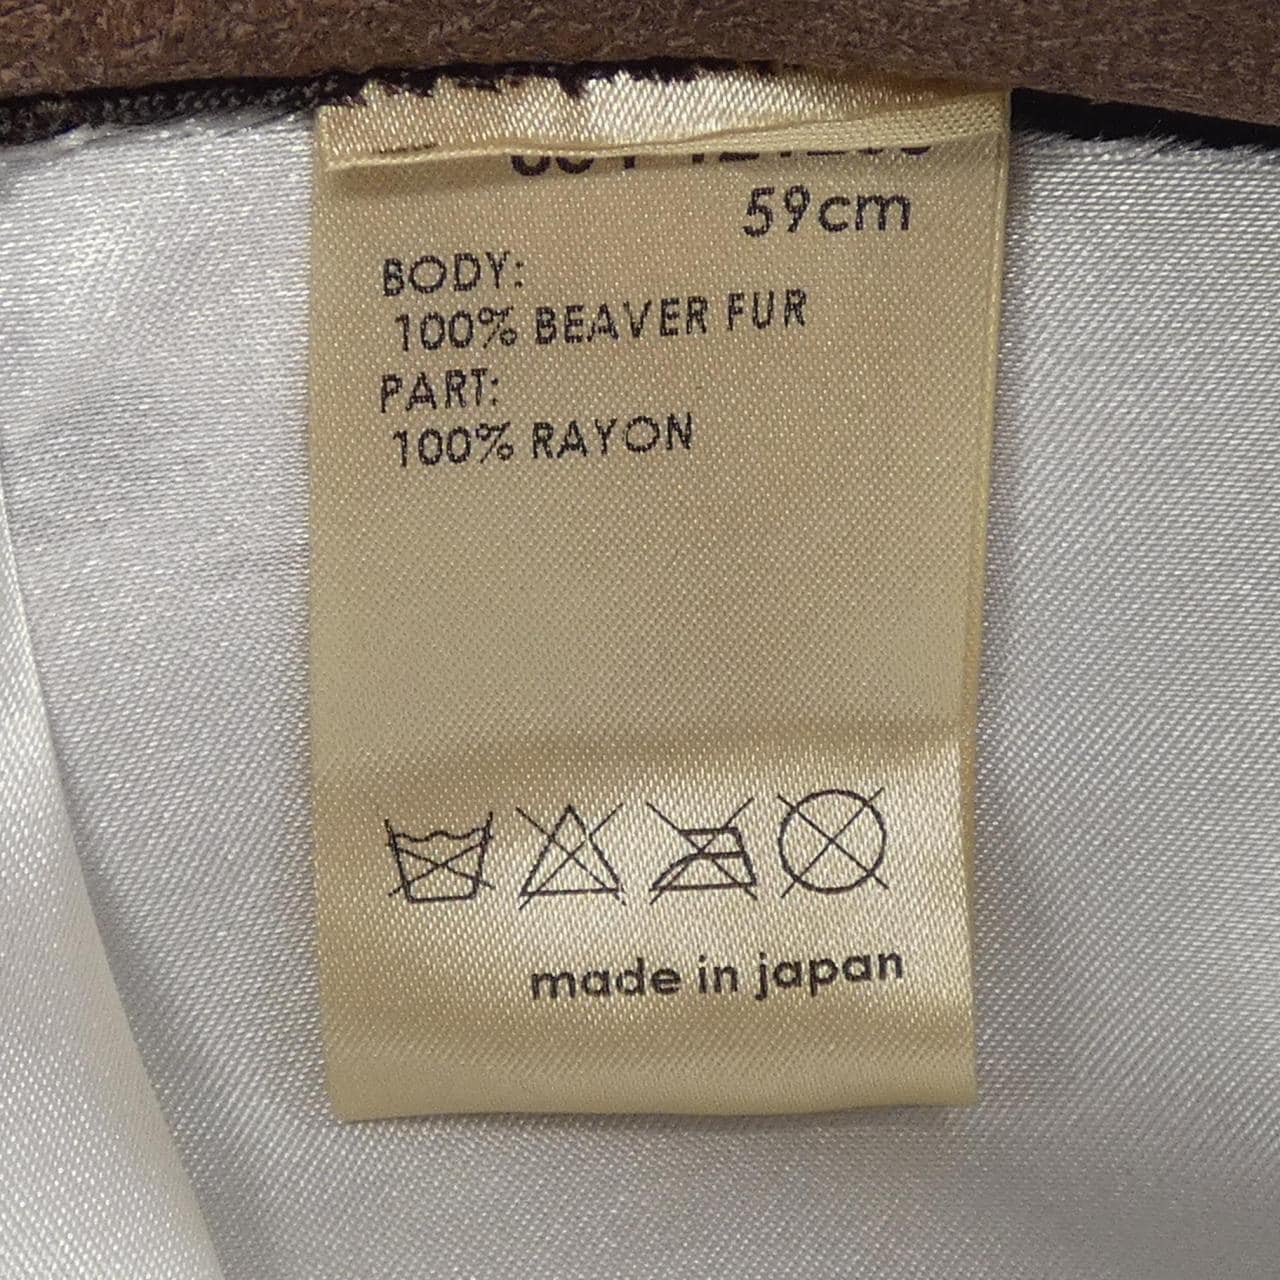 59cm
BODY:
100% BEAVER FUR
PART:
100% RAYON
made in japan